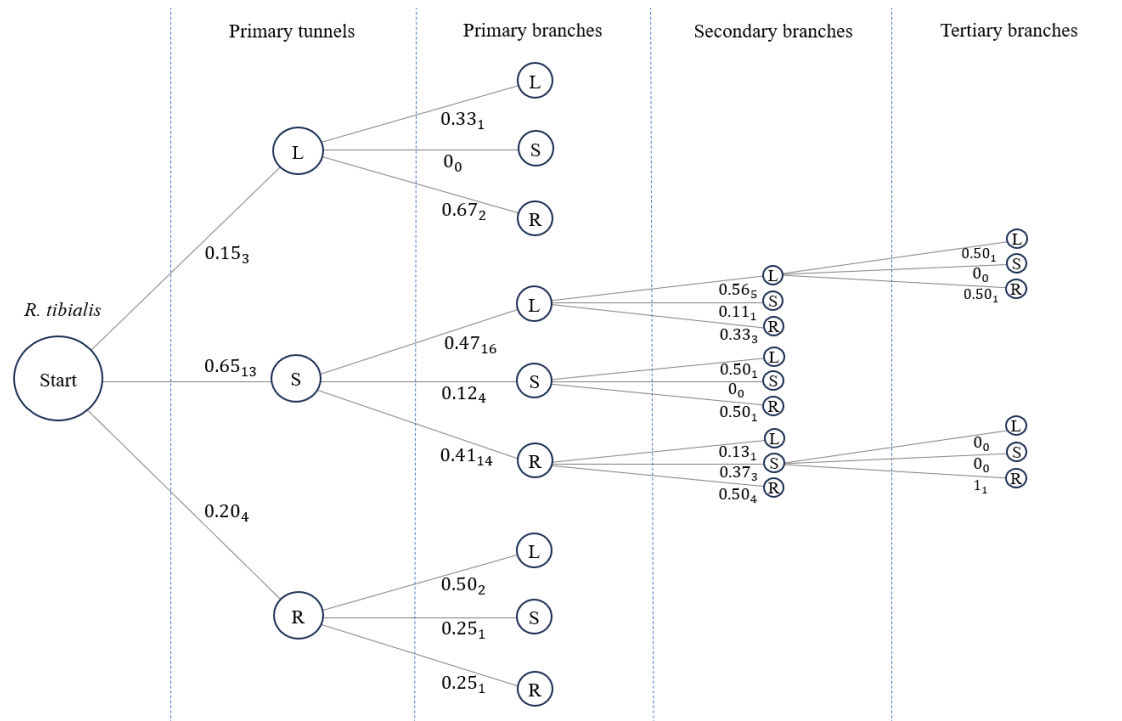 Primary tunnels
Primary branches
Secondary branches
Tertiary branches
R. tibialis
Start
0.15₃
0.65₁₃
0.20₄
L
S
R
0.33₁
0₀
0.67₂
L
S
R
0.47₁₆
0.12₄
0.41₁₄
L
S
R
0.50₂
0.25₁
0.25₁
L
S
R
0.56₅
0.11₁
0.33₃
L
S
R
0.50₁
0₀
0.50₁
L
S
R
0.13₁
0.37₃
0.50₄
L
S
R
0.50₁
0₀
0.50₁
L
S
R
0₀
0₀
1₁
L
S
R